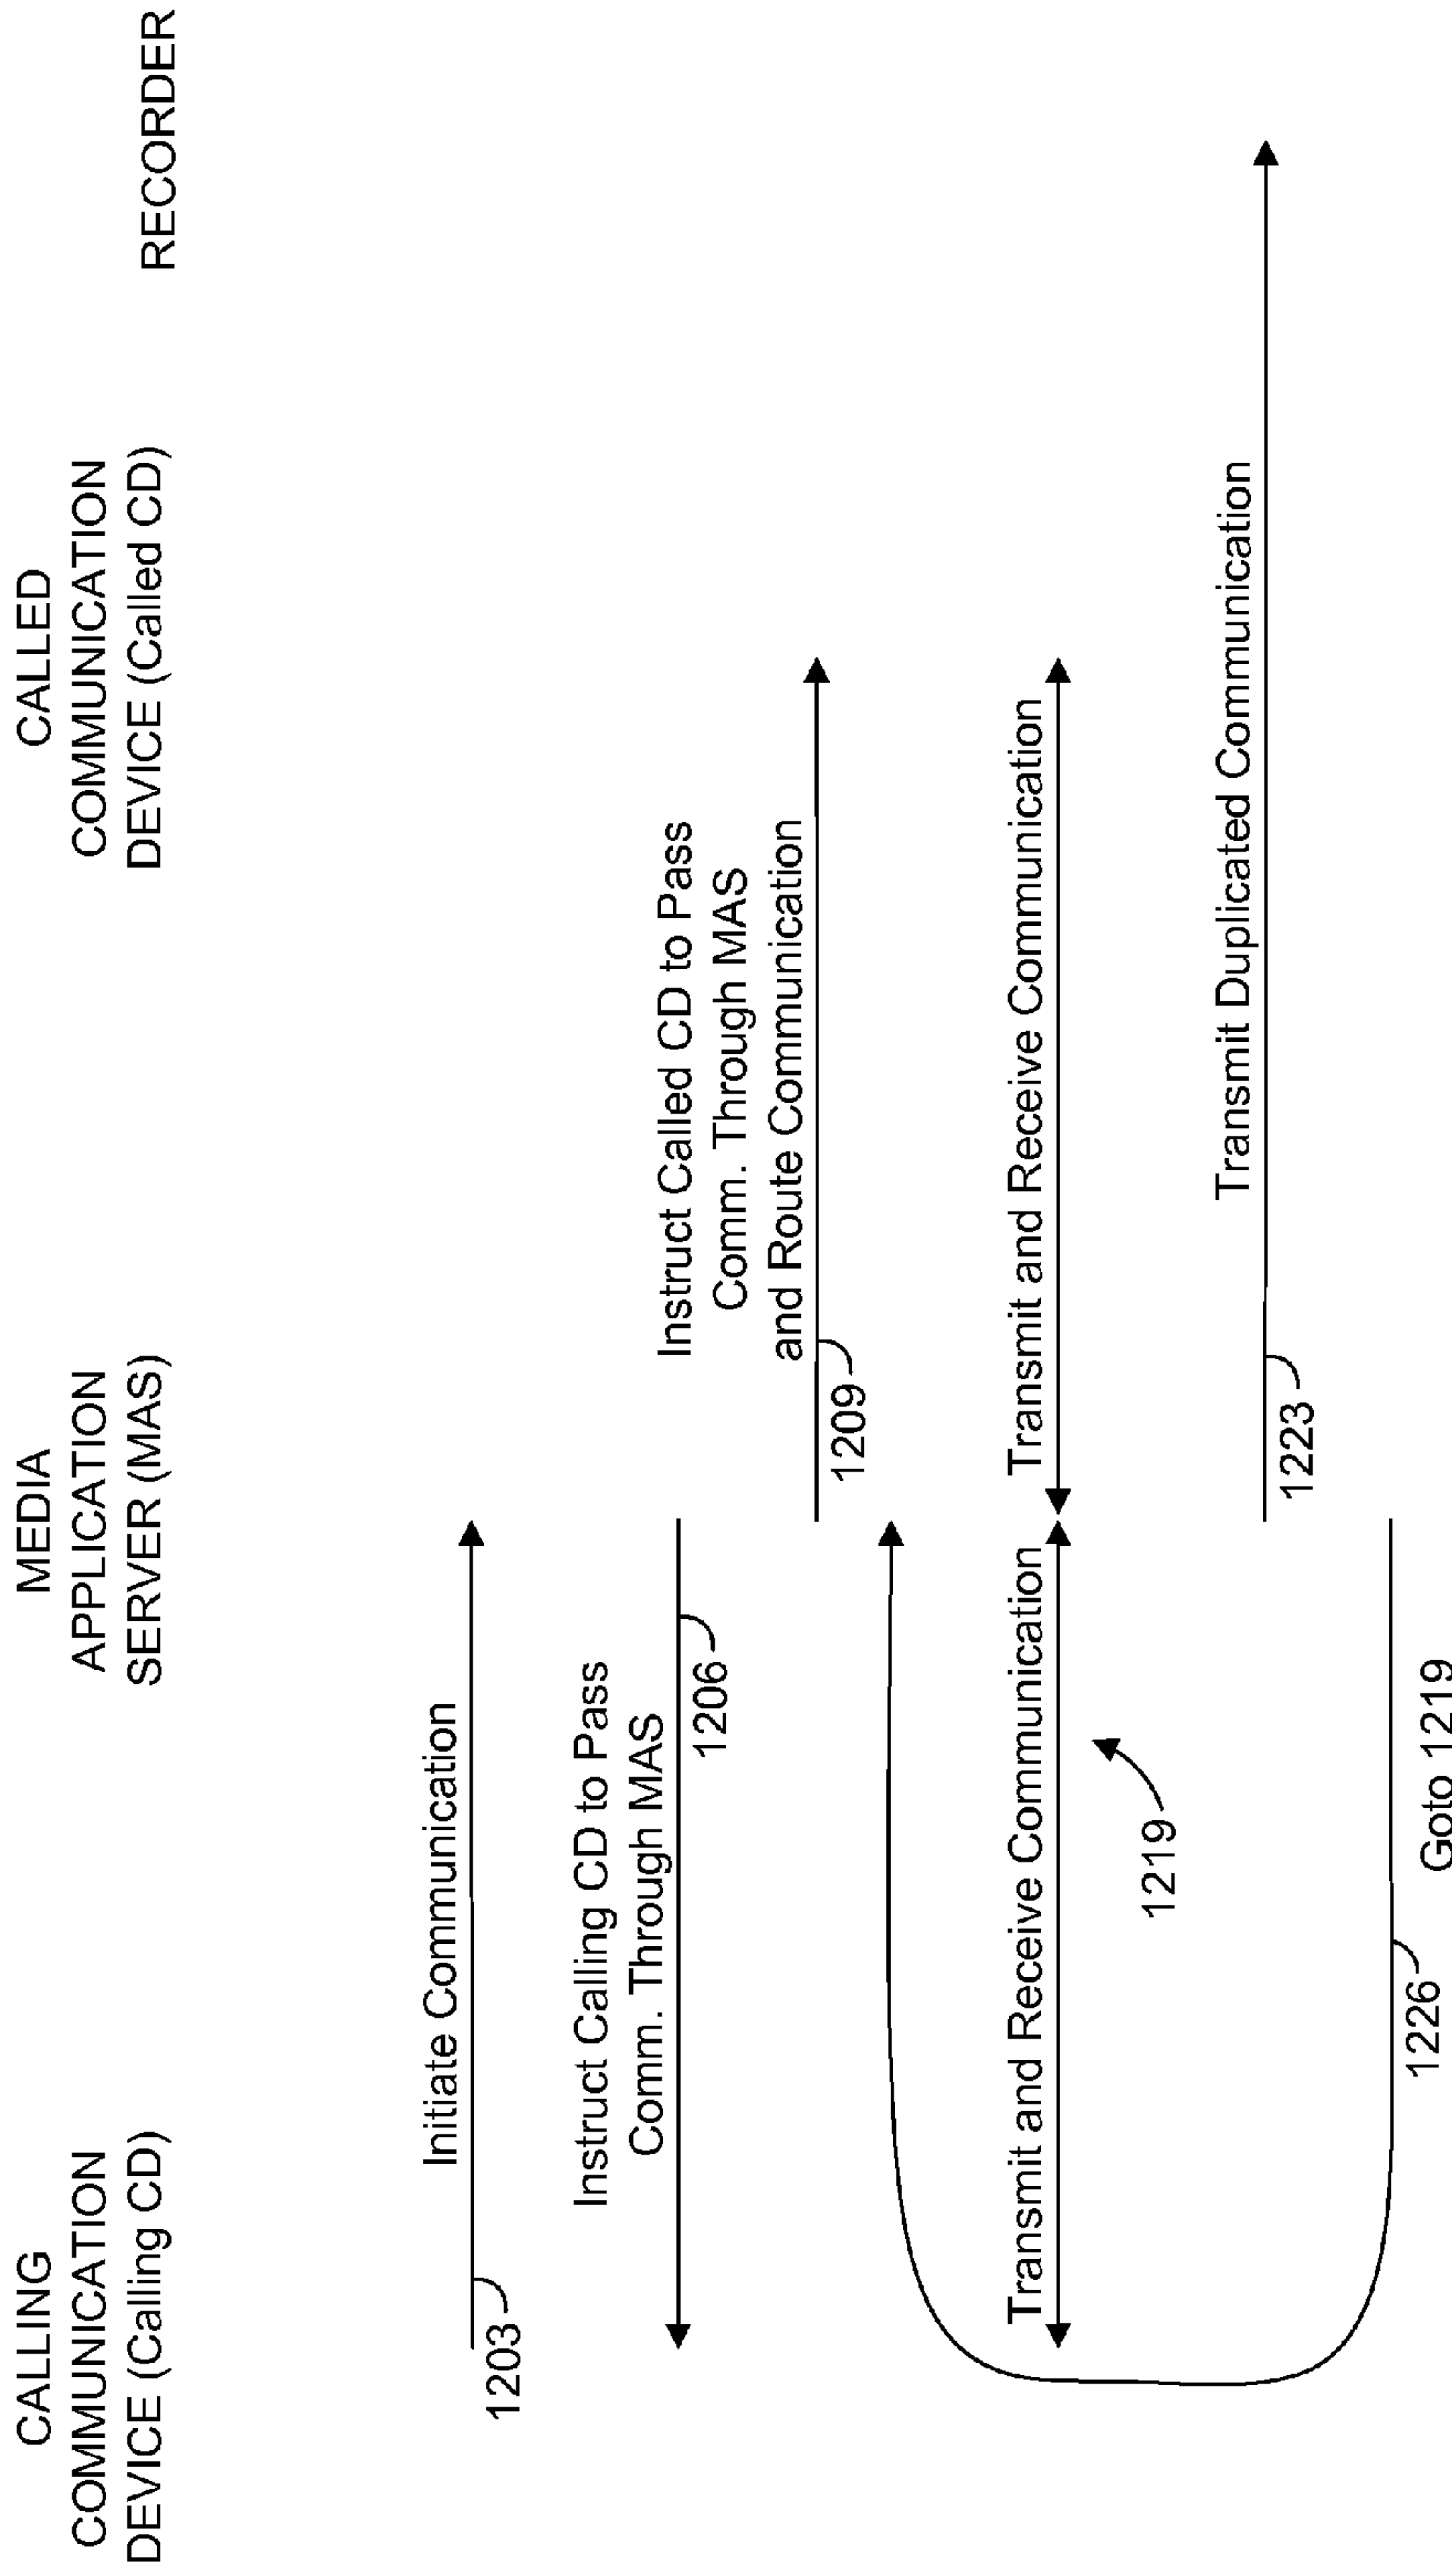 CALLING
COMMUNICATION
DEVICE (Calling CD)
MEDIA
APPLICATION
SERVER (MAS)
CALLED
COMMUNICATION
DEVICE (Called CD)
RECORDER
Initiate Communication
1203
Instruct Calling CD to Pass
Comm. Through MAS
1206
Instruct Called CD to Pass
Comm. Through MAS
and Route Communication
1209
Transmit and Receive Communication
Transmit and Receive Communication
1219
Transmit Duplicated Communication
1223
1226
Goto 1219